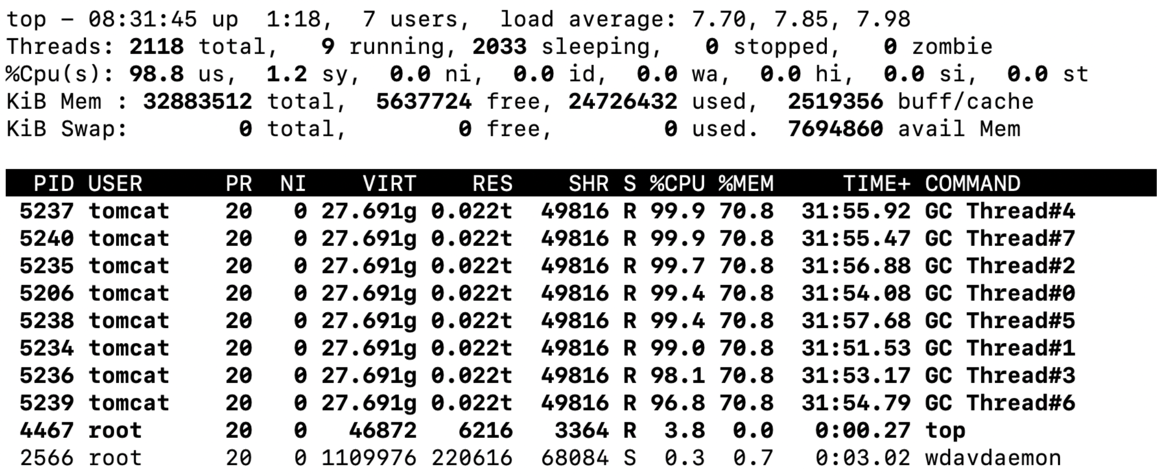 top - 08:31:45 up  1:18,  7 users,  load average: 7.70, 7.85, 7.98
Threads: 2118 total,   9 running, 2033 sleeping,   0 stopped,   0 zombie
%Cpu(s): 98.8 us,  1.2 sy,  0.0 ni,  0.0 id,  0.0 wa,  0.0 hi,  0.0 si,  0.0 st
KiB Mem : 32883512 total,  5637724 free, 24726432 used,  2519356 buff/cache
KiB Swap:        0 total,        0 free,        0 used.  7694860 avail Mem
  PID USER      PR  NI    VIRT    RES    SHR S %CPU %MEM     TIME+ COMMAND
 5237 tomcat    20   0 27.691g 0.022t  49816 R 99.9 70.8  31:55.92 GC Thread#4
 5240 tomcat    20   0 27.691g 0.022t  49816 R 99.9 70.8  31:55.47 GC Thread#7
 5235 tomcat    20   0 27.691g 0.022t  49816 R 99.7 70.8  31:56.88 GC Thread#2
 5206 tomcat    20   0 27.691g 0.022t  49816 R 99.4 70.8  31:54.08 GC Thread#0
 5238 tomcat    20   0 27.691g 0.022t  49816 R 99.4 70.8  31:57.68 GC Thread#5
 5234 tomcat    20   0 27.691g 0.022t  49816 R 99.0 70.8  31:51.53 GC Thread#1
 5236 tomcat    20   0 27.691g 0.022t  49816 R 98.1 70.8  31:53.17 GC Thread#3
 5239 tomcat    20   0 27.691g 0.022t  49816 R 96.8 70.8  31:54.79 GC Thread#6
 4467 root      20   0   46872   6216   3364 R  3.8  0.0   0:00.27 top
 2566 root      20   0 1109976 220616  68084 S  0.3  0.7   0:03.02 wdavdaemon